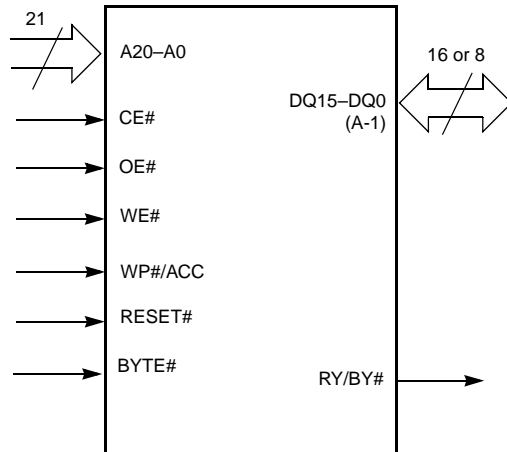 21
A20–A0
16 or 8
DQ15–DQ0
(A-1)
CE#
OE#
WE#
WP#/ACC
RESET#
BYTE#
RY/BY#